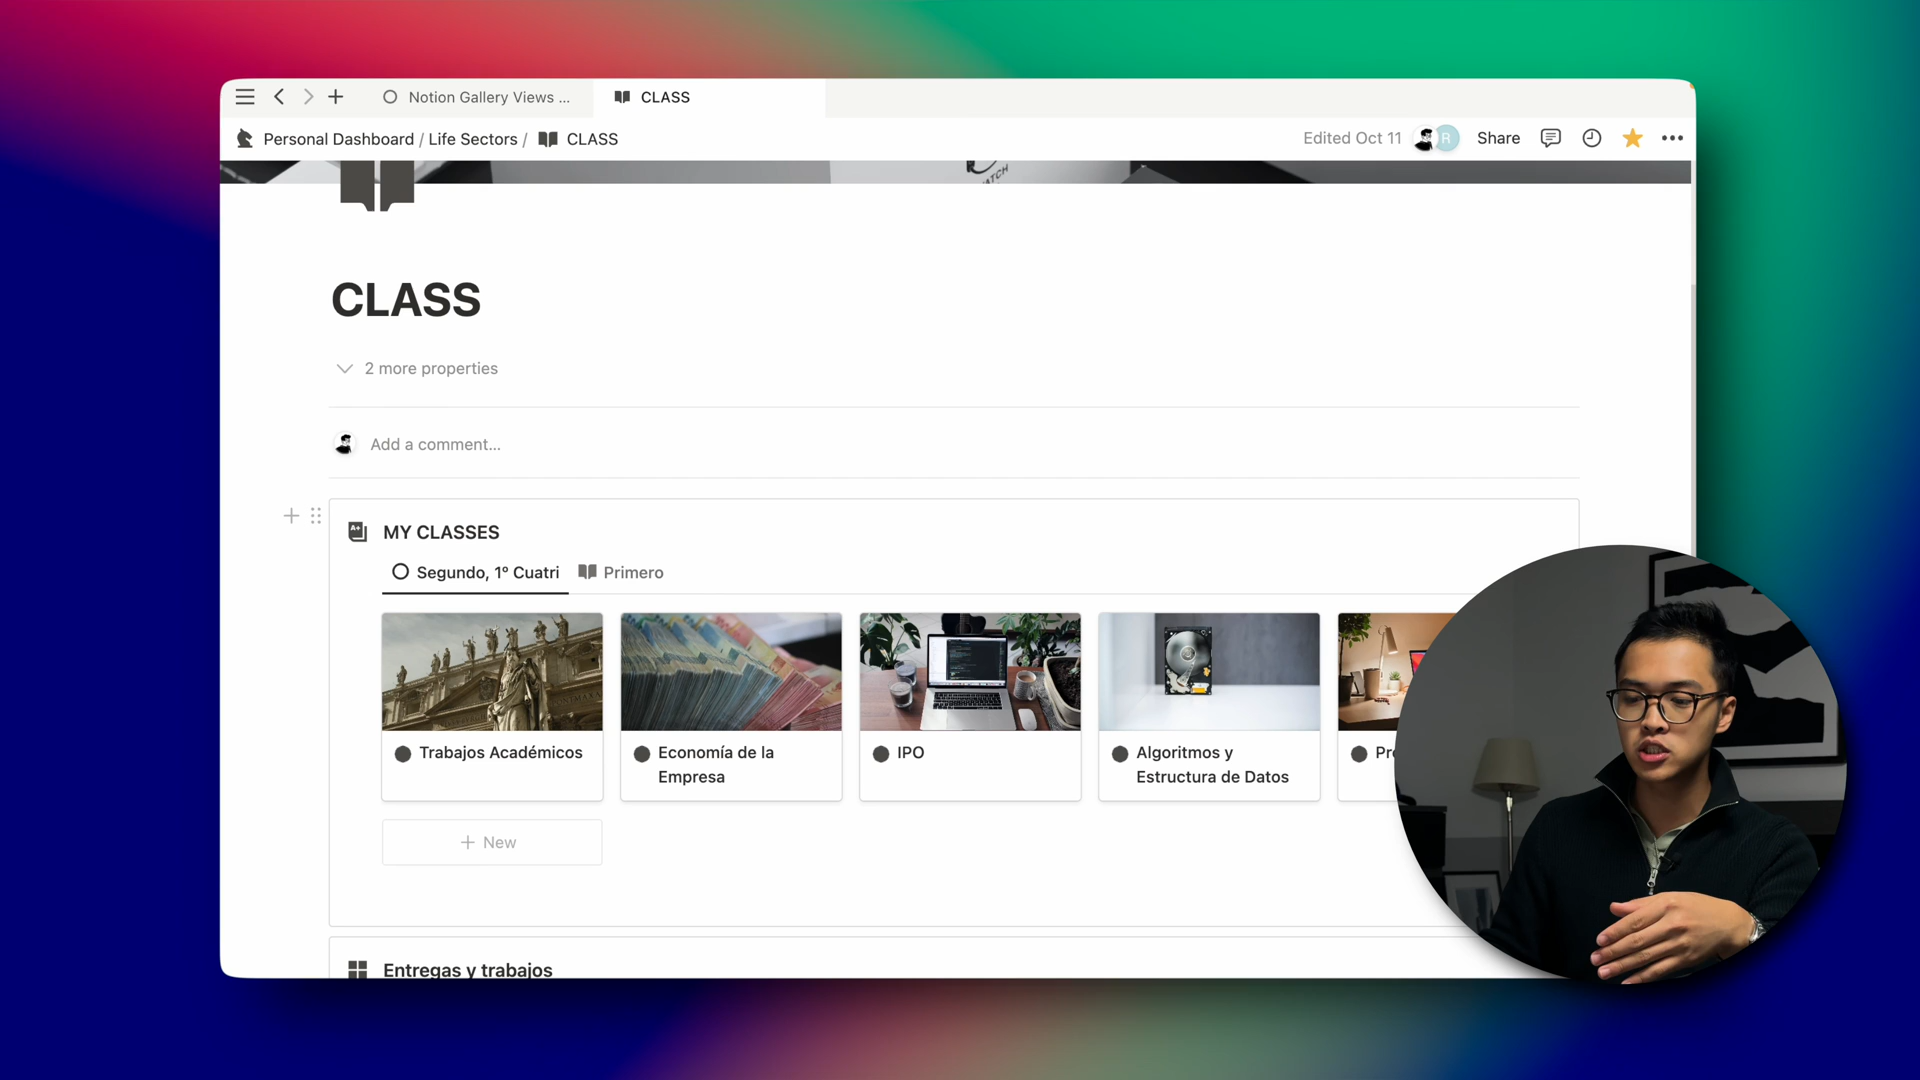 Notion Gallery Views ...
CLASS
Personal Dashboard / Life Sectors / CLASS
Edited Oct 11
R
Share
CLASS
2 more properties
Add a comment...
A+
MY CLASSES
Segundo, 1º Cuatri
Primero
Trabajos Académicos
Economía de la
Empresa
IPO
Algoritmos y
Estructura de Datos
New
Entregas y trabajos